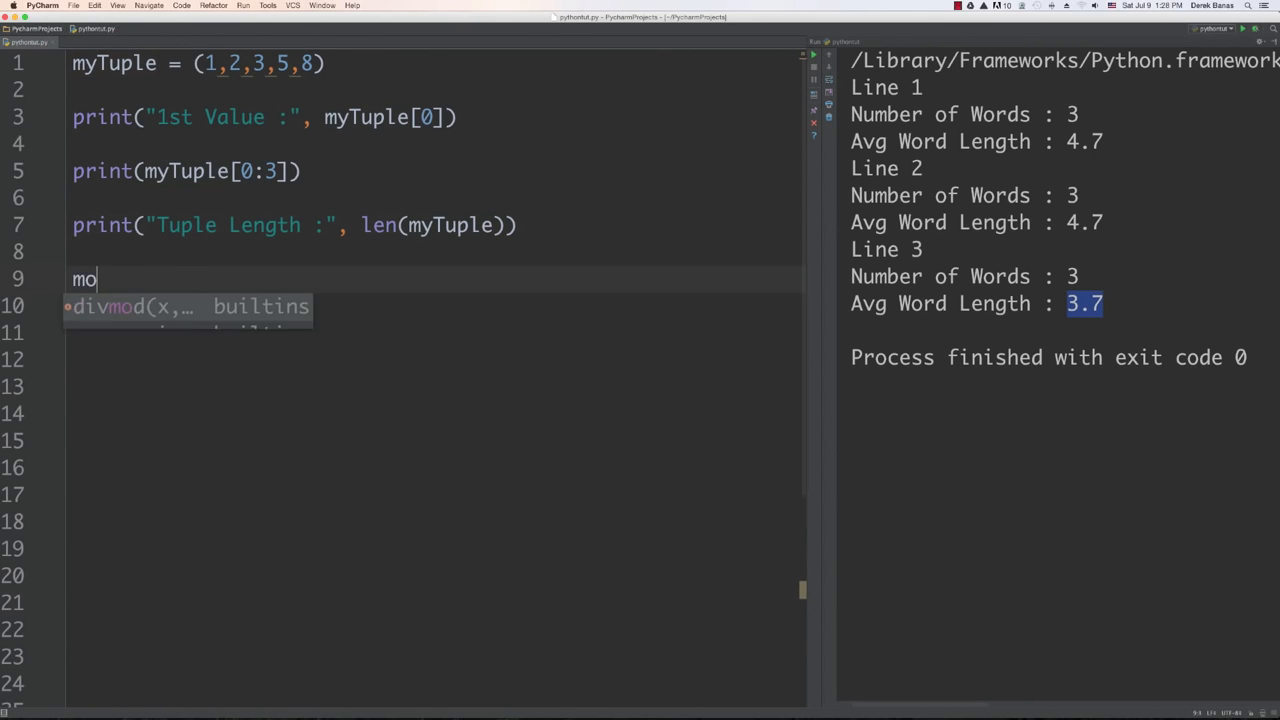 PyCharm File Edit View Navigate Code Refactor Run Tools VCS Window Help 10 Sat Jul 9 1:28 PM Derek Banas
pythontut.py - PycharmProjects - [~/PycharmProjects]
PycharmProjects pythontut.py pythontut
pythontut.py
Run pythontut
1 myTuple = (1,2,3,5,8)
2
3 print("1st Value :", myTuple[0])
4
5 print(myTuple[0:3])
6
7 print("Tuple Length :", len(myTuple))
8
9 mo
divmod(x,… builtins
10
11
12
13
14
15
16
17
18
19
20
21
22
23
24
/Library/Frameworks/Python.framework
Line 1
Number of Words : 3
Avg Word Length : 4.7
Line 2
Number of Words : 3
Avg Word Length : 4.7
Line 3
Number of Words : 3
Avg Word Length : 3.7
Process finished with exit code 0
9:3 LF÷ UTF-8÷